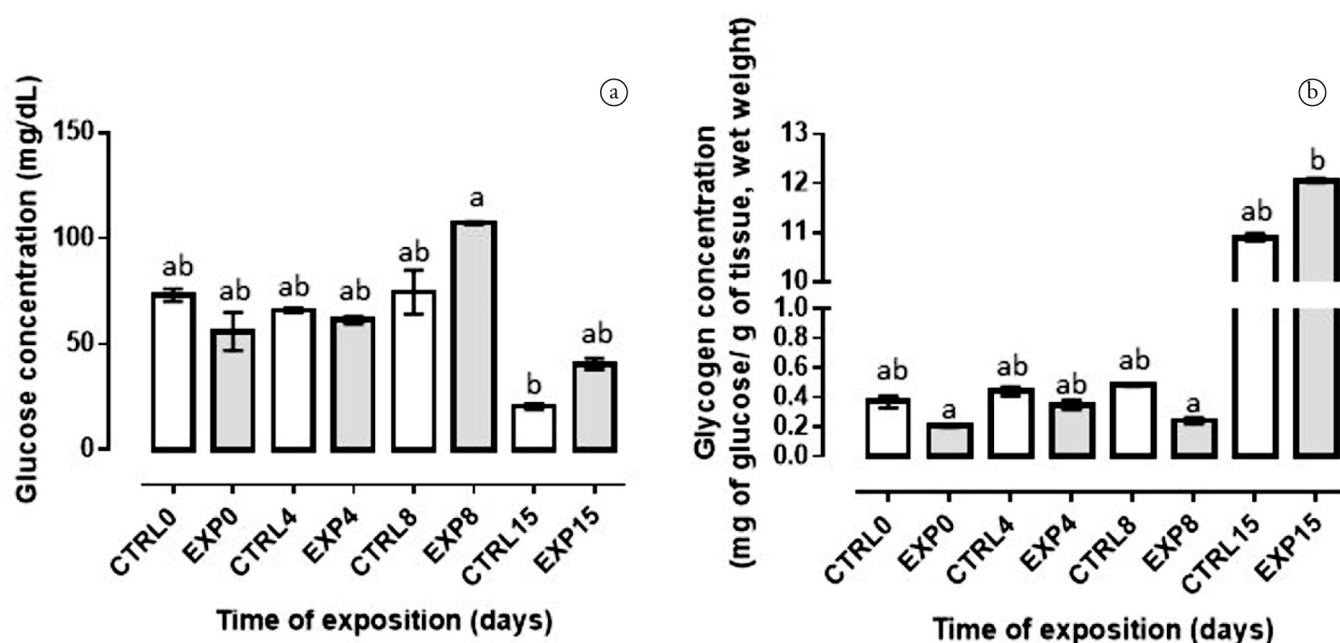 a
Glucose concentration (mg/dL)
150
100
50
0
ab
ab
ab
ab
ab
a
b
ab
CTRL0
EXP0
CTRL4
EXP4
CTRL8
EXP8
CTRL15
EXP15
Time of exposition (days)
b
Glycogen concentration
(mg of glucose/ g of tissue, wet weight)
13
12
11
10
1.0
0.8
0.6
0.4
0.2
0.0
ab
a
ab
ab
ab
a
ab
b
CTRL0
EXP0
CTRL4
EXP4
CTRL8
EXP8
CTRL15
EXP15
Time of exposition (days)